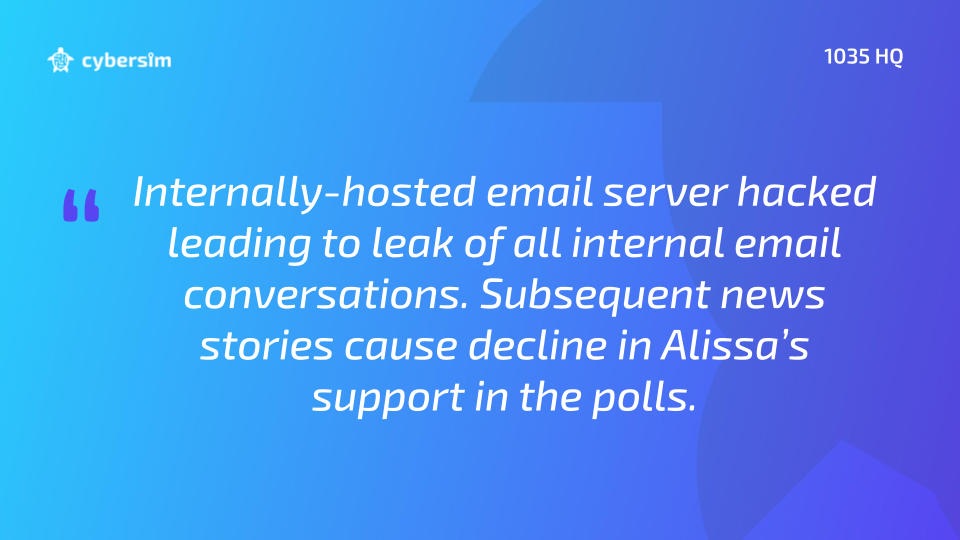 cybersim
1035 HQ
“
Internally-hosted email server hacked
leading to leak of all internal email
conversations. Subsequent news
stories cause decline in Alissa’s
support in the polls.